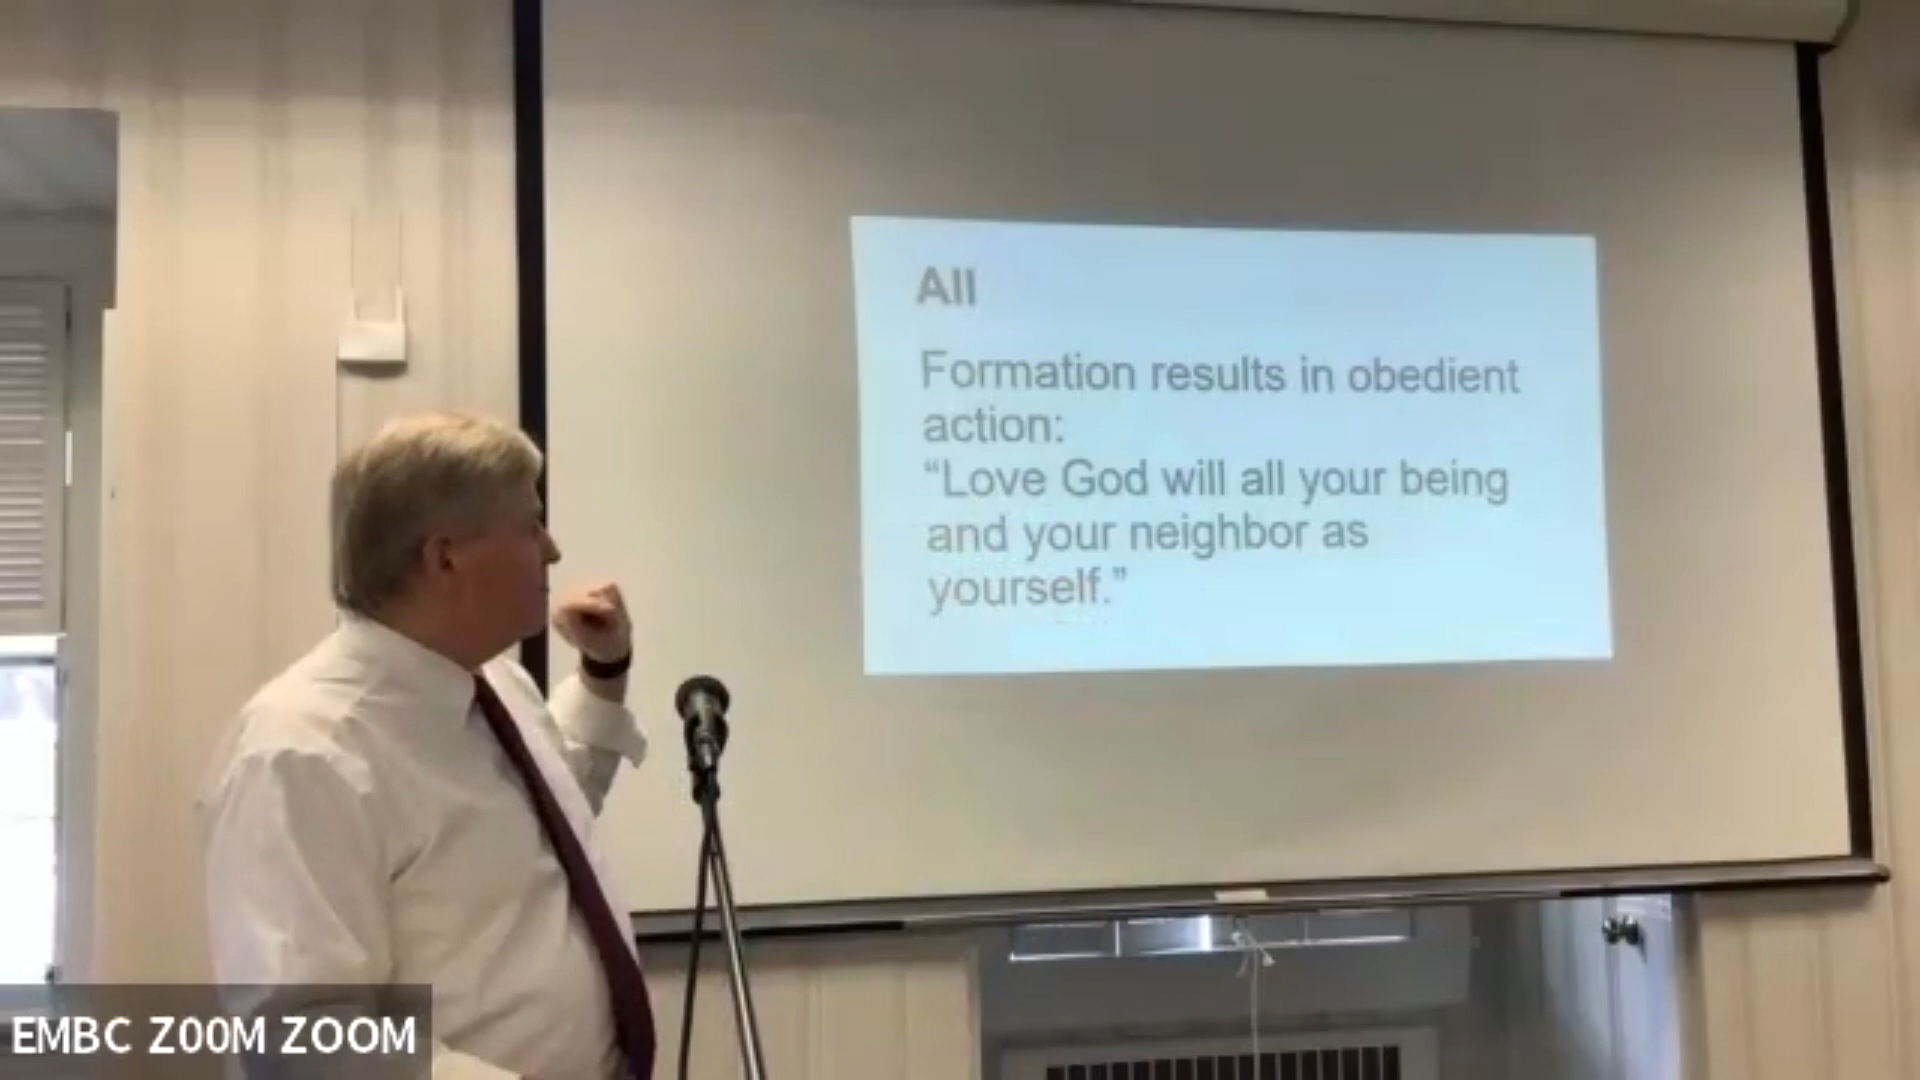 All
Formation results in obedient
action:
“Love God will all your being
and your neighbor as
yourself.”
EMBC Z00M ZOOM